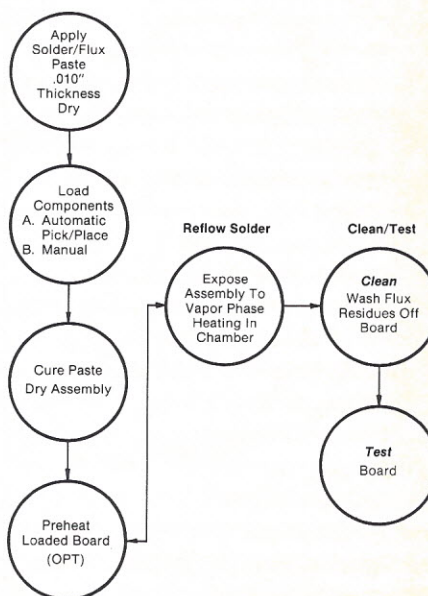 Apply
Solder/Flux
Paste
.010"
Thickness
Dry
Load
Components
A. Automatic
Pick/Place
B. Manual
Cure Paste
Dry Assembly
Preheat
Loaded Board
(OPT)
Reflow Solder
Expose
Assembly To
Vapor Phase
Heating In
Chamber
Clean/Test
Clean
Wash Flux
Residues Off
Board
Test
Board